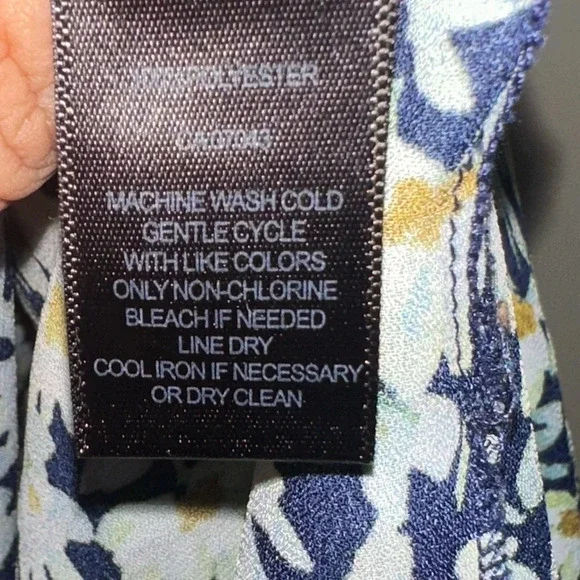 100% POLYESTER
MACHINE WASH COLD
GENTLE CYCLE
WITH LIKE COLORS
ONLY NON-CHLORINE
BLEACH IF NEEDED
LINE DRY
COOL IRON IF NECESSARY
OR DRY CLEAN